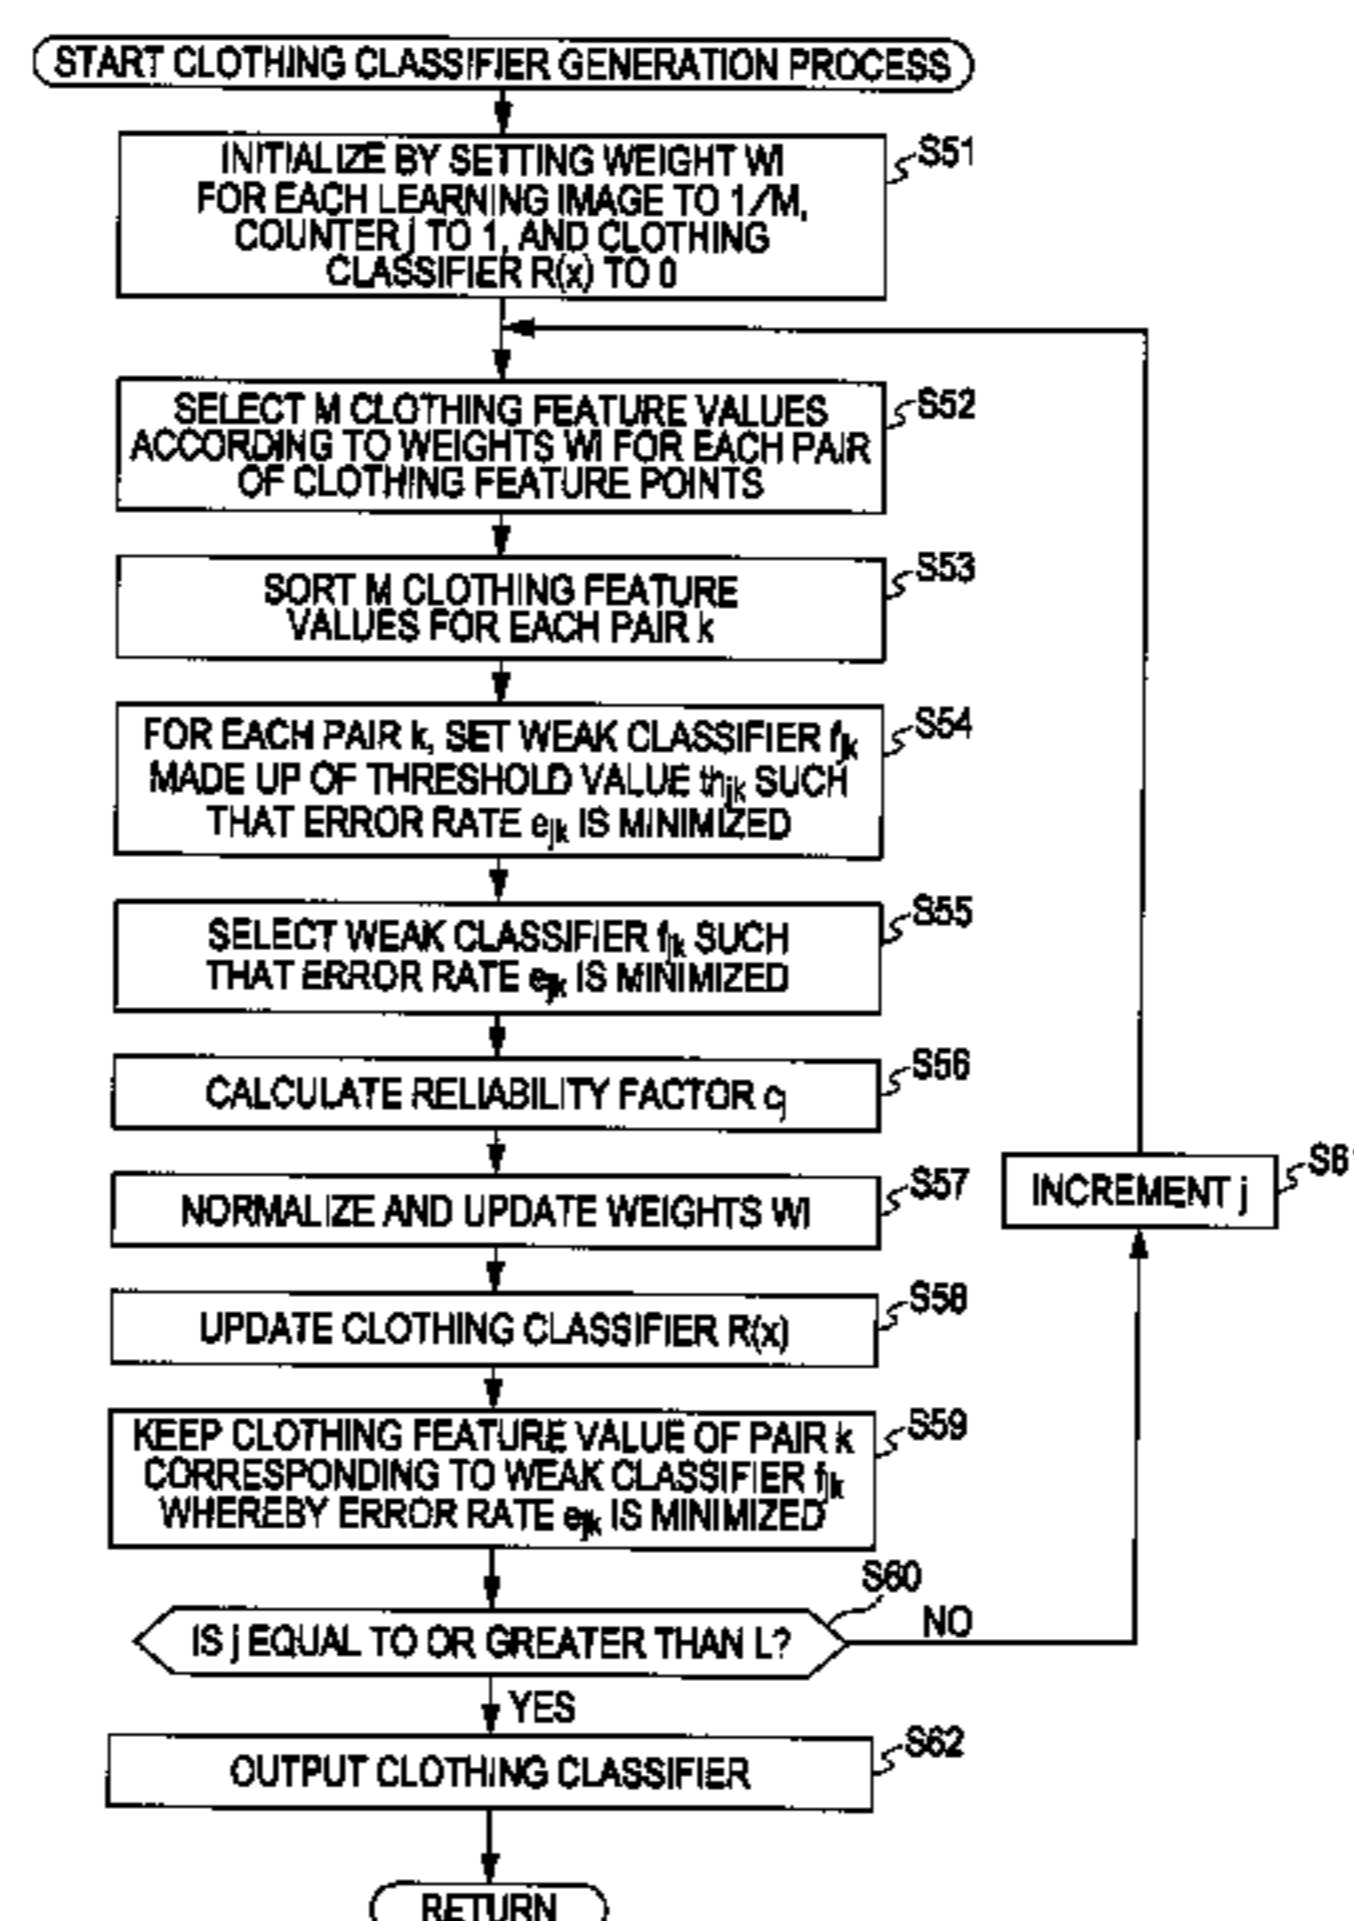 START CLOTHING CLASSIFIER GENERATION PROCESS
INITIALIZE BY SETTING WEIGHT Wi
FOR EACH LEARNING IMAGE TO 1/M,
COUNTER j TO 1, AND CLOTHING
CLASSIFIER R(x) TO 0
S51
SELECT M CLOTHING FEATURE VALUES
ACCORDING TO WEIGHTS Wi FOR EACH PAIR
OF CLOTHING FEATURE POINTS
S52
SORT M CLOTHING FEATURE
VALUES FOR EACH PAIR k
S53
FOR EACH PAIR k, SET WEAK CLASSIFIER fjk
MADE UP OF THRESHOLD VALUE thjk SUCH
THAT ERROR RATE ejk IS MINIMIZED
S54
SELECT WEAK CLASSIFIER fjk SUCH
THAT ERROR RATE ejk IS MINIMIZED
S55
CALCULATE RELIABILITY FACTOR cj
S56
NORMALIZE AND UPDATE WEIGHTS Wi
S57
INCREMENT j
UPDATE CLOTHING CLASSIFIER R(x)
S58
KEEP CLOTHING FEATURE VALUE OF PAIR k
CORRESPONDING TO WEAK CLASSIFIER fjk
WHEREBY ERROR RATE ejk IS MINIMIZED
S59
IS j EQUAL TO OR GREATER THAN L?
S60
NO
YES
OUTPUT CLOTHING CLASSIFIER
S62
RETURN